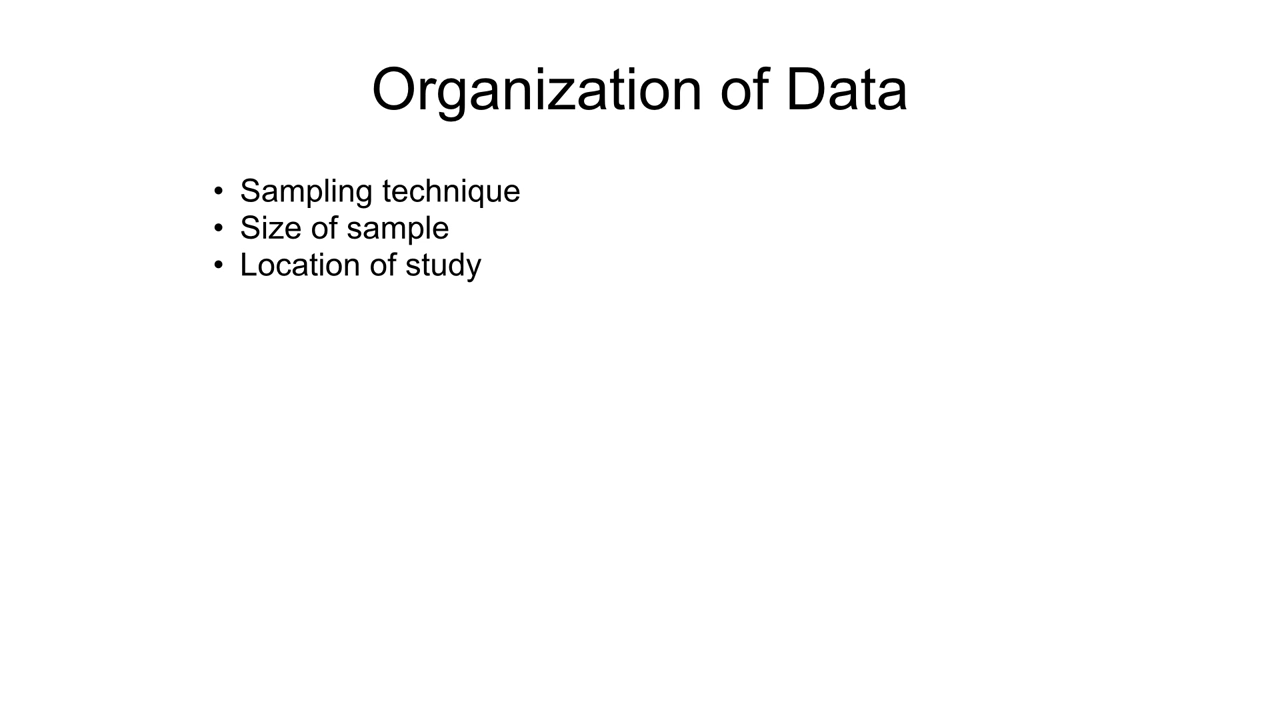 Organization of Data
• Sampling technique
• Size of sample
• Location of study